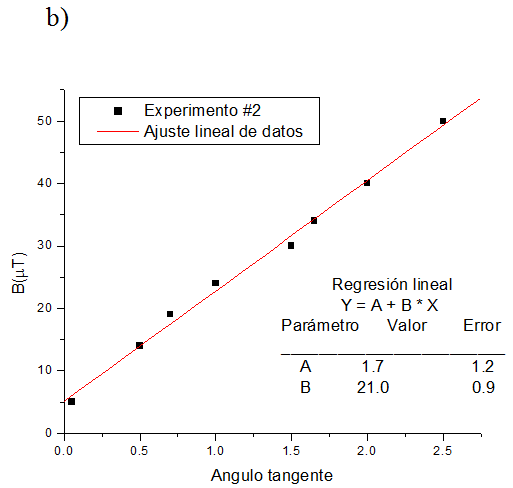 b)
Experimento #2
Ajuste lineal de datos
50
40
30
20
10
0
B(μT)
Regresión lineal
Y = A + B * X
Parámetro Valor Error
A 1.7 1.2
B 21.0 0.9
0.0 0.5 1.0 1.5 2.0 2.5
Angulo tangente